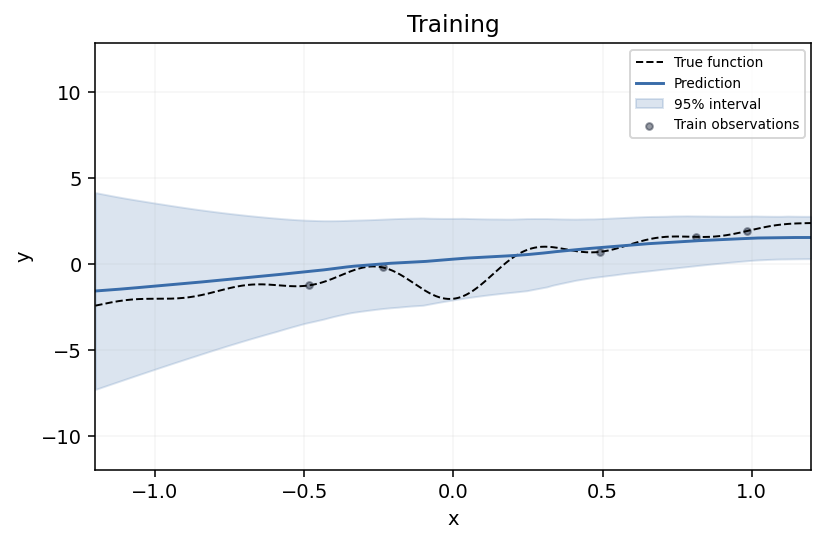 Training
True function
Prediction
95% interval
Train observations
10
5
0
−5
−10
y
−1.0 −0.5 0.0 0.5 1.0
x